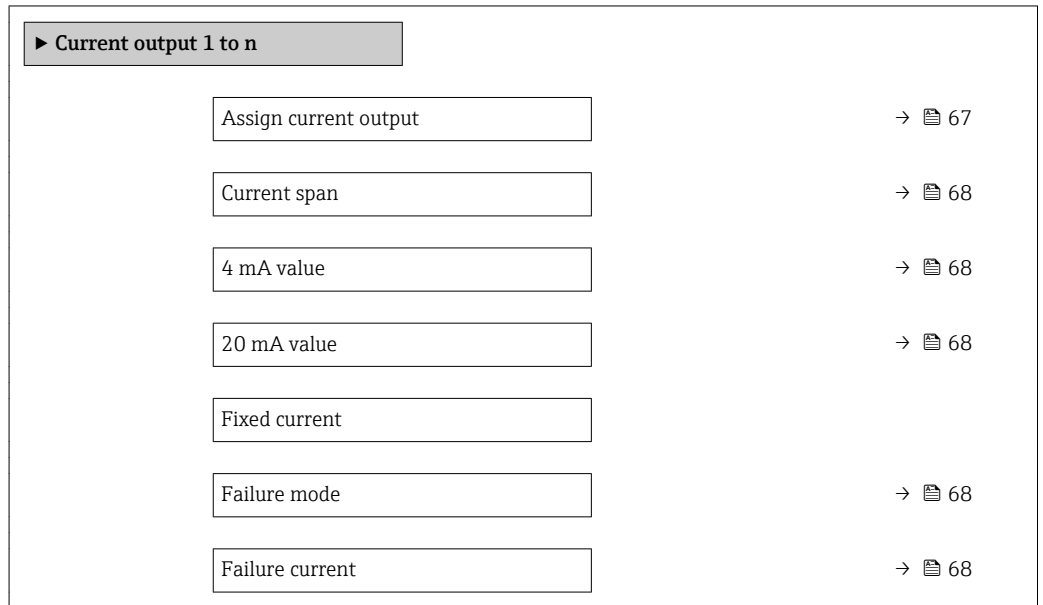 ► Current output 1 to n
Assign current output → 67
Current span → 68
4 mA value → 68
20 mA value → 68
Fixed current
Failure mode → 68
Failure current → 68